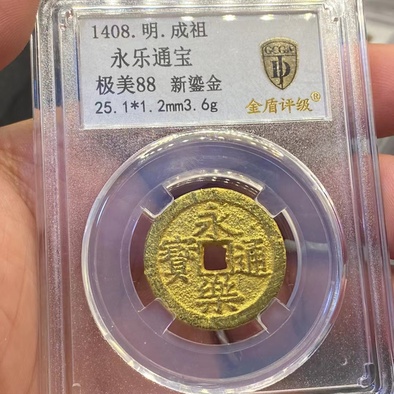 1408.明.成祖
永乐通宝
极美88 新鎏金
25.1*1.2mm3.6g
GCGA
金盾评级®
永樂通寶